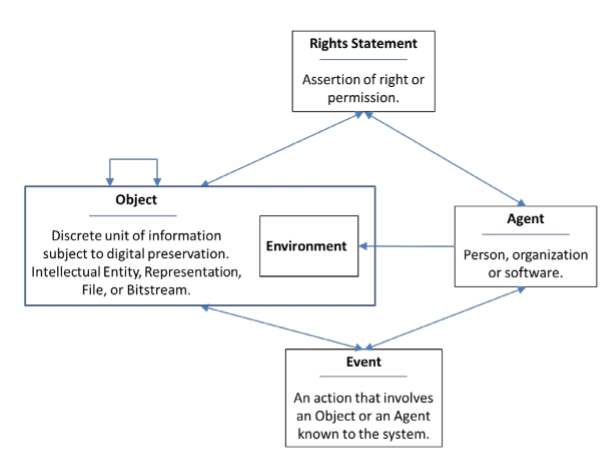 Rights Statement
Assertion of right or
permission.
Object
Discrete unit of information
subject to digital preservation.
Intellectual Entity, Representation,
File, or Bitstream.
Environment
Agent
Person, organization
or software.
Event
An action that involves
an Object or an Agent
known to the system.